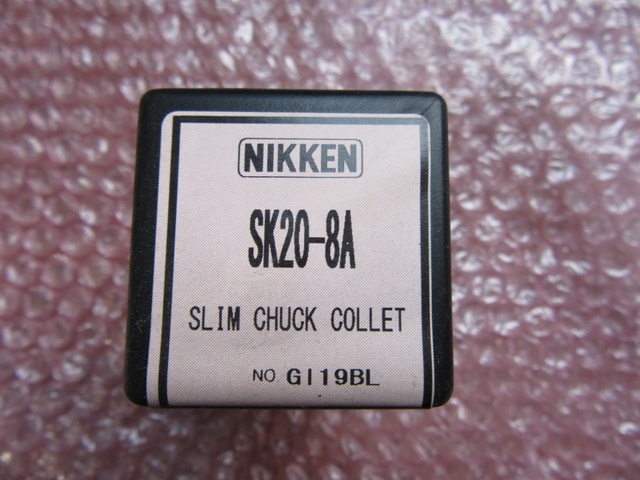 NIKKEN
SK20-8A
SLIM CHUCK COLLET
NO GI19BL